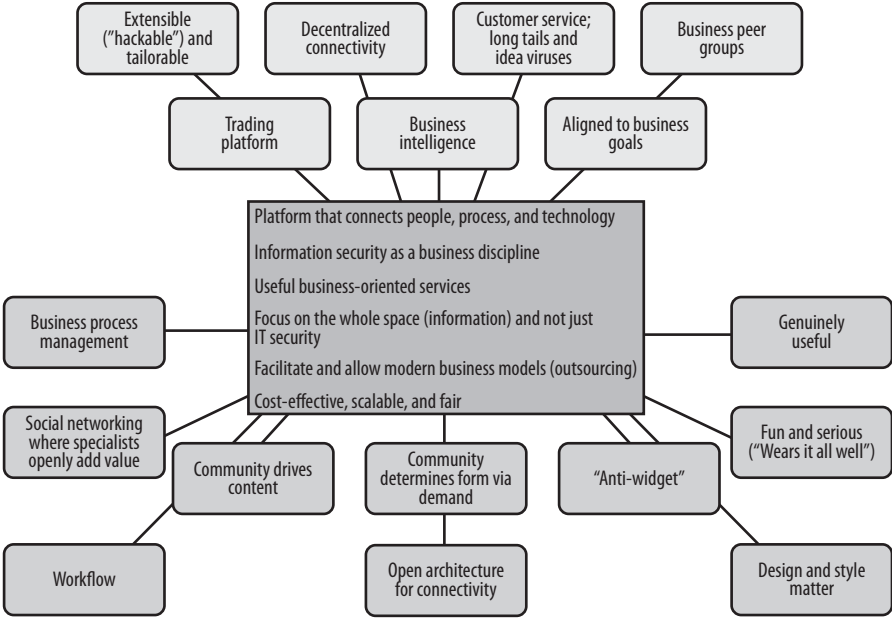 Extensible
("hackable") and
tailorable
Decentralized
connectivity
Customer service;
long tails and
idea viruses
Business peer
groups
Trading
platform
Business
intelligence
Aligned to business
goals
Platform that connects people, process, and technology
Information security as a business discipline
Useful business-oriented services
Focus on the whole space (information) and not just
IT security
Facilitate and allow modern business models (outsourcing)
Cost-effective, scalable, and fair
Business process
management
Genuinely
useful
Social networking
where specialists
openly add value
Community drives
content
Community
determines form via
demand
“Anti-widget”
Fun and serious
(“Wears it all well”)
Workflow
Open architecture
for connectivity
Design and style
matter